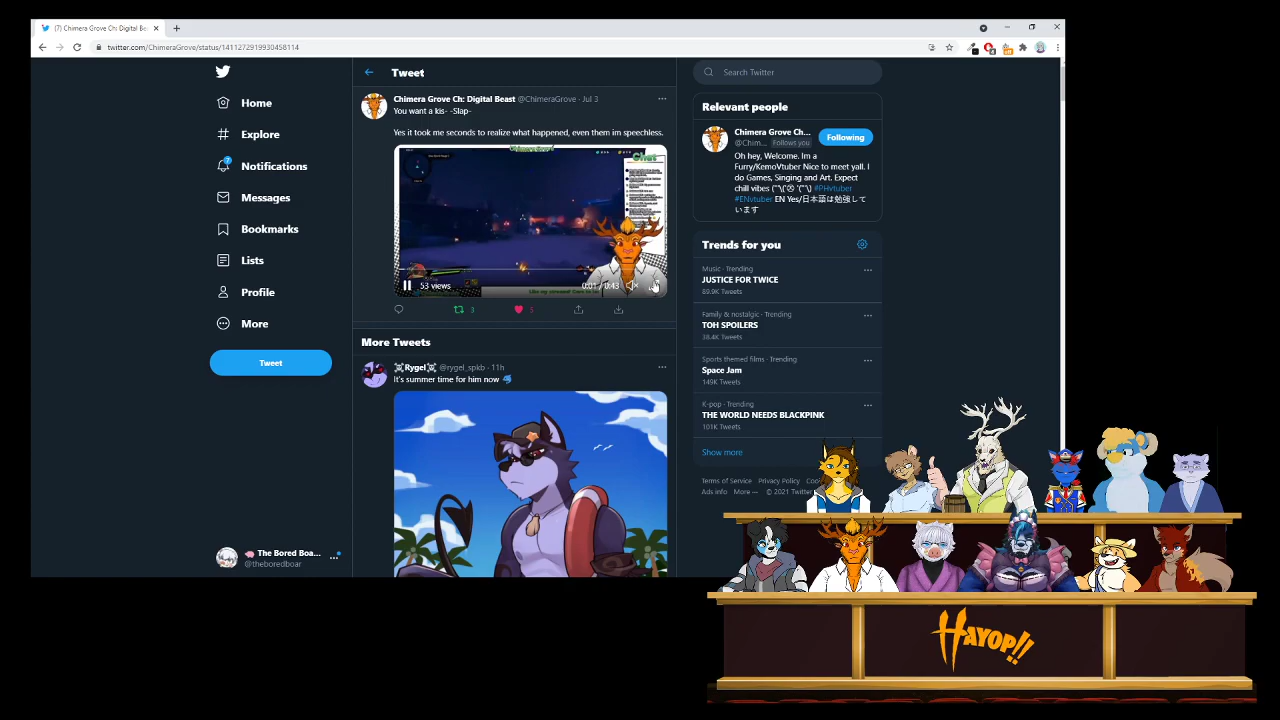 (7) Chimera Grove Ch: Digital Be
twitter.com/ChimeraGrove/status/1411272919930458114
Home
Explore
7
Notifications
Messages
Bookmarks
Lists
Profile
More
Tweet
The Bored Boa...
@theboredboar
Tweet
Chimera Grove Ch: Digital Beast @ChimeraGrove · Jul 3
You want a kis- -Slap-
Yes it took me seconds to realize what happened, even them im speechless.
Chat
53 views
0:01 / 0:43
3
5
More Tweets
☠️Rygel☠️ @rygel_spkb · 11h
It's summer time for him now
Search Twitter
Relevant people
Chimera Grove Ch...
@Chim... Follows you
Following
Oh hey, Welcome. Im a
Furry/KemoVtuber Nice to meet yall. I
do Games, Singing and Art. Expect
chill vibes
#PHvtuber
#ENvtuber EN Yes/日本語は勉強して
います
Trends for you
Music · Trending
JUSTICE FOR TWICE
89.9K Tweets
Family & nostalgic · Trending
TOH SPOILERS
38.4K Tweets
Sports themed films · Trending
Space Jam
149K Tweets
K-pop · Trending
THE WORLD NEEDS BLACKPINK
101K Tweets
Show more
Terms of Service Privacy Policy Coo
Ads info More — © 2021 Twitter
HAYOP!!